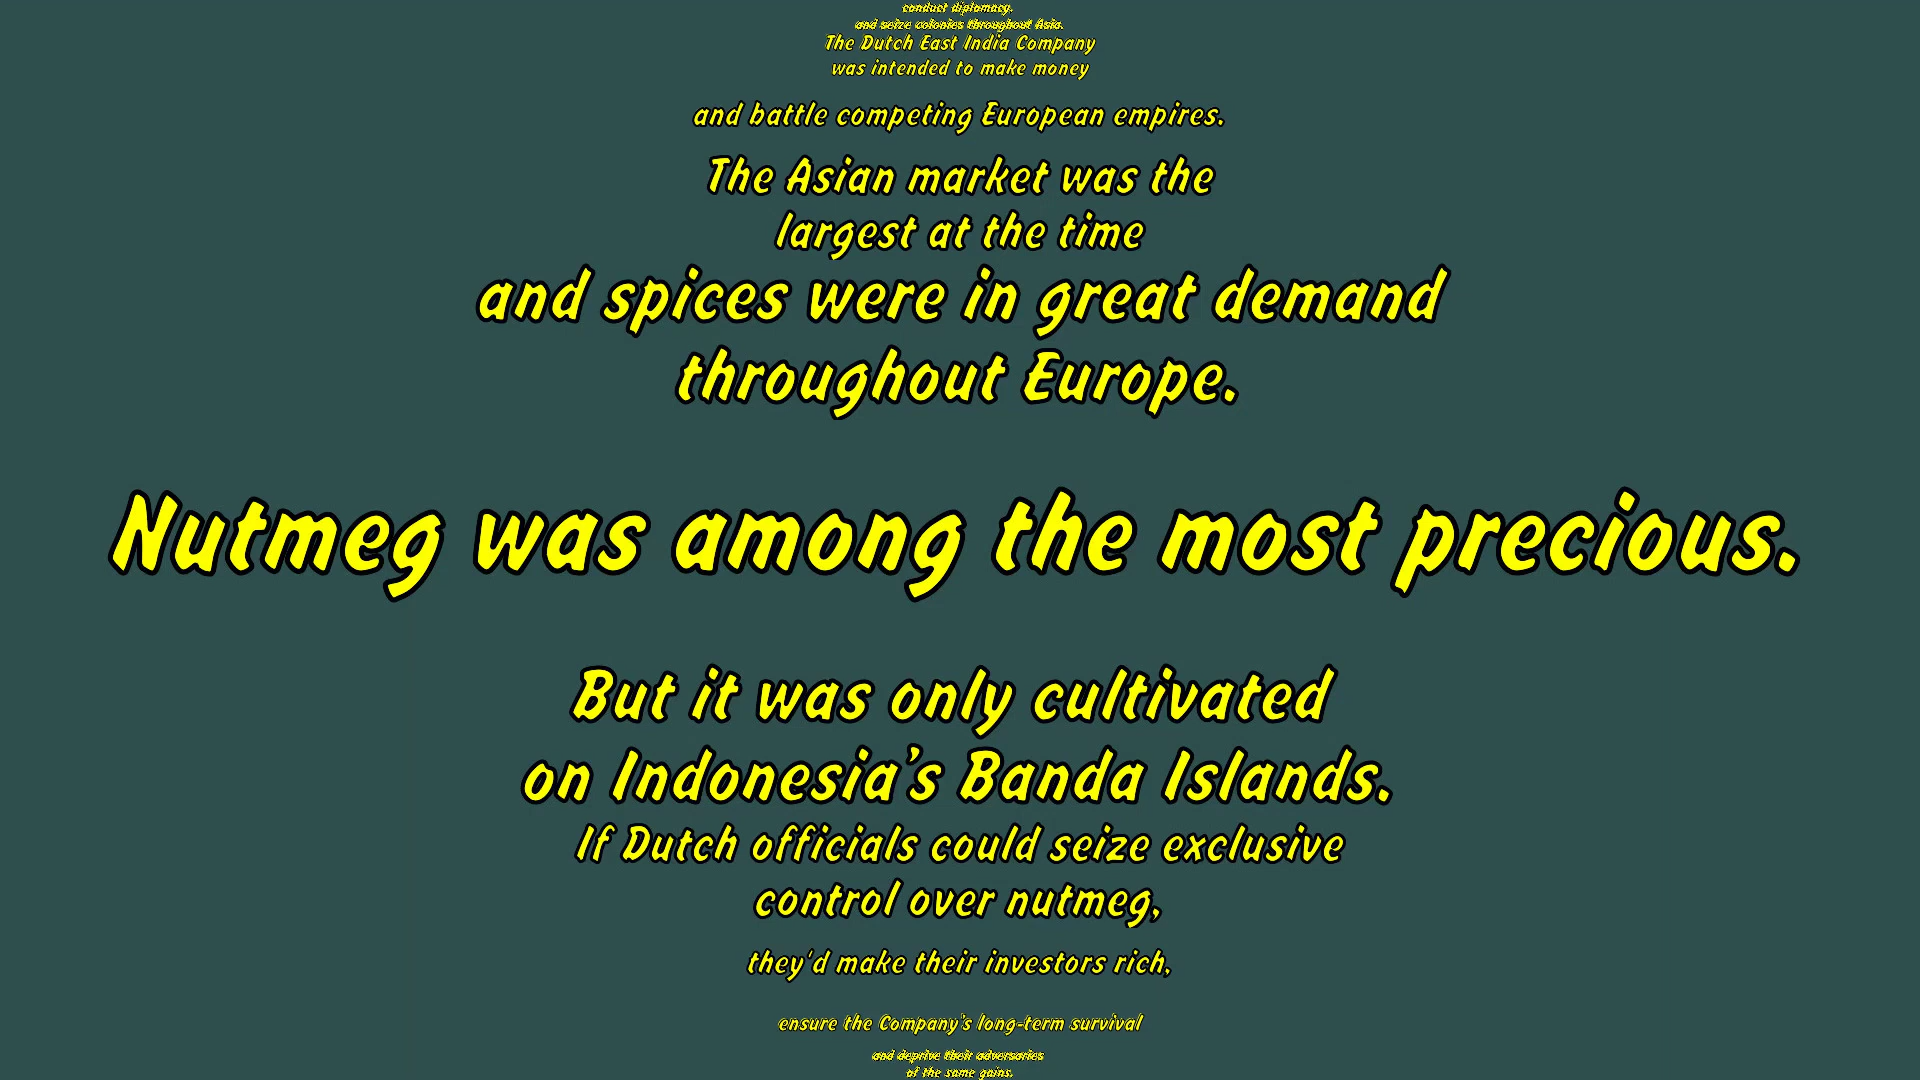 conduct diplomacy,
and seize colonies throughout Asia.
The Dutch East India Company
was intended to make money
and battle competing European empires.
The Asian market was the
largest at the time
and spices were in great demand
throughout Europe.
Nutmeg was among the most precious.
But it was only cultivated
on Indonesia’s Banda Islands.
If Dutch officials could seize exclusive
control over nutmeg,
they'd make their investors rich,
ensure the Company's long-term survival
and deprive their adversaries
of the same gains.